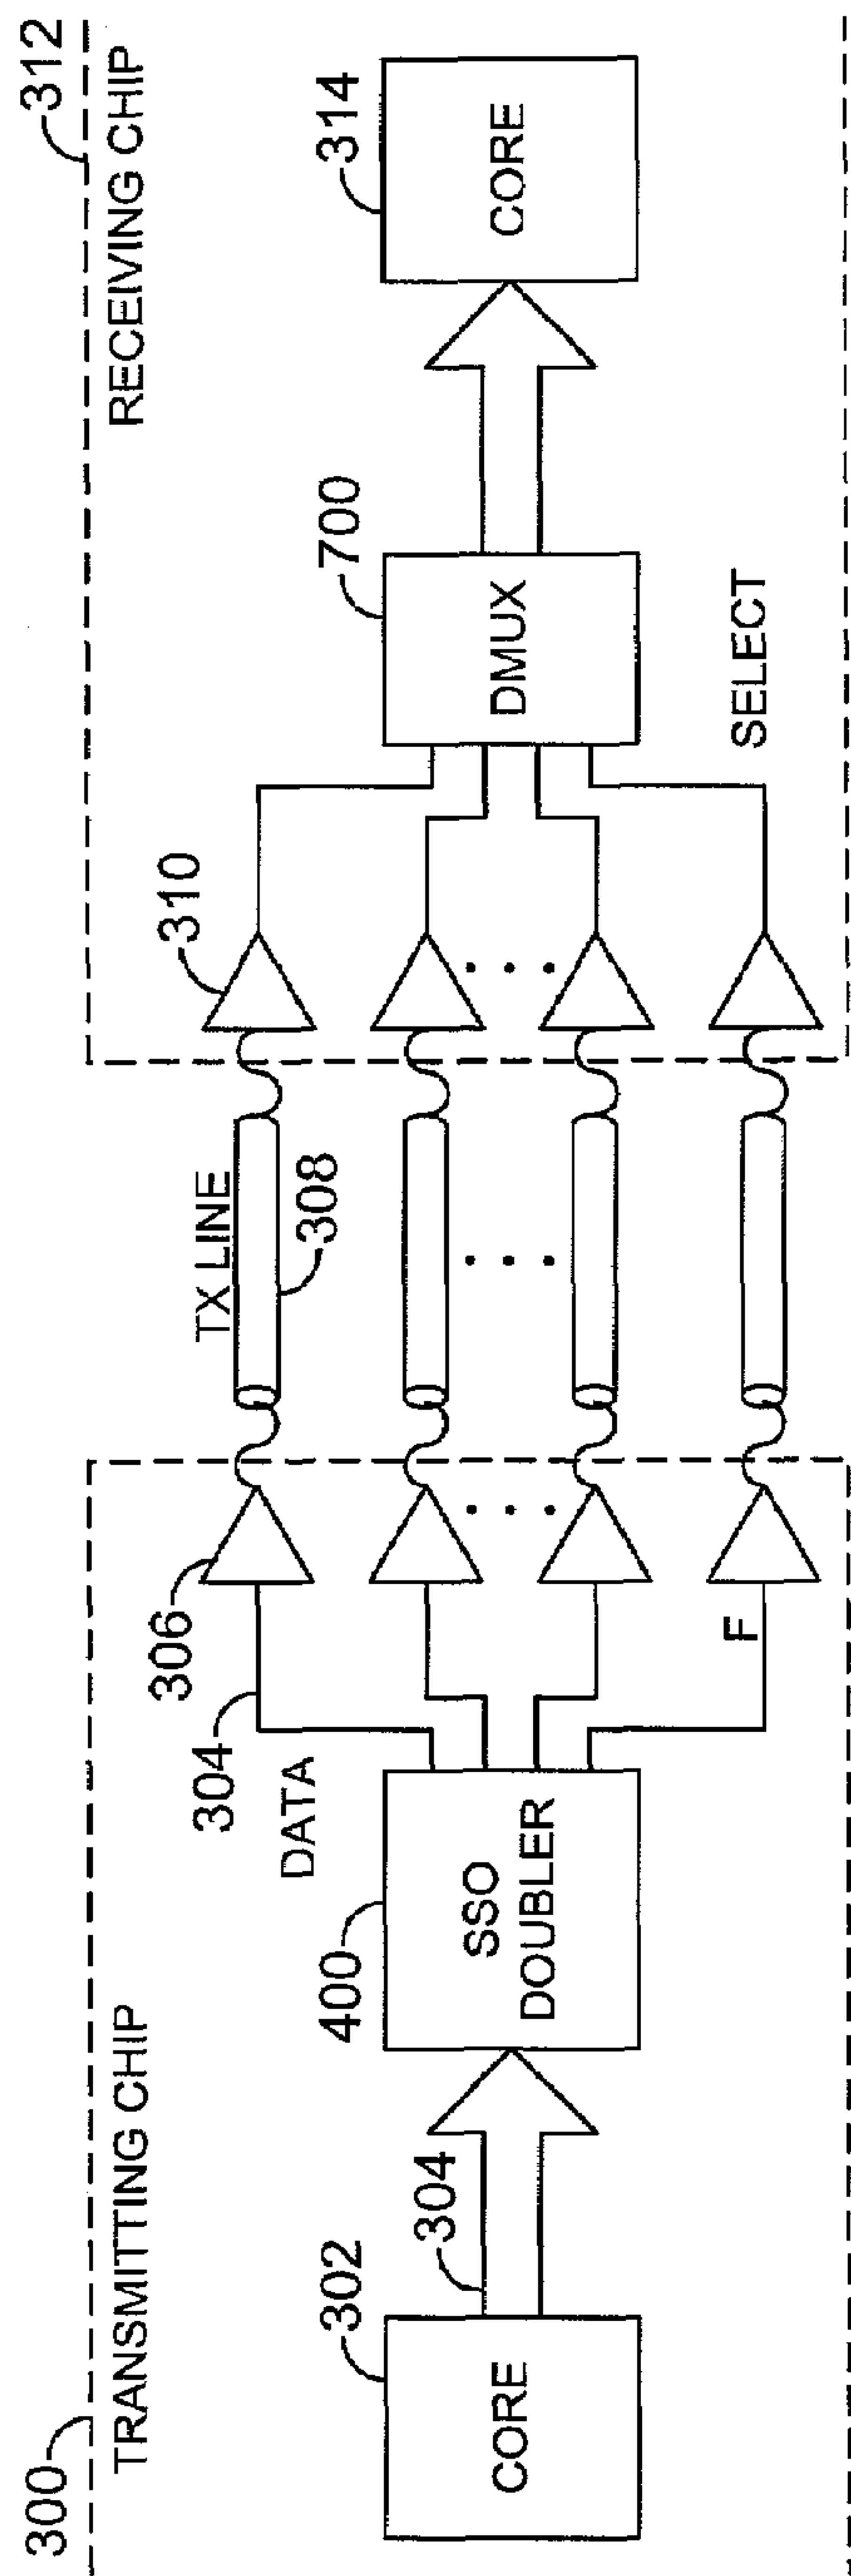 300
TRANSMITTING CHIP
302
CORE
304
400
SSO
DOUBLER
304
DATA
306
F
TX LINE
308
312
RECEIVING CHIP
310
SELECT
700
DMUX
314
CORE